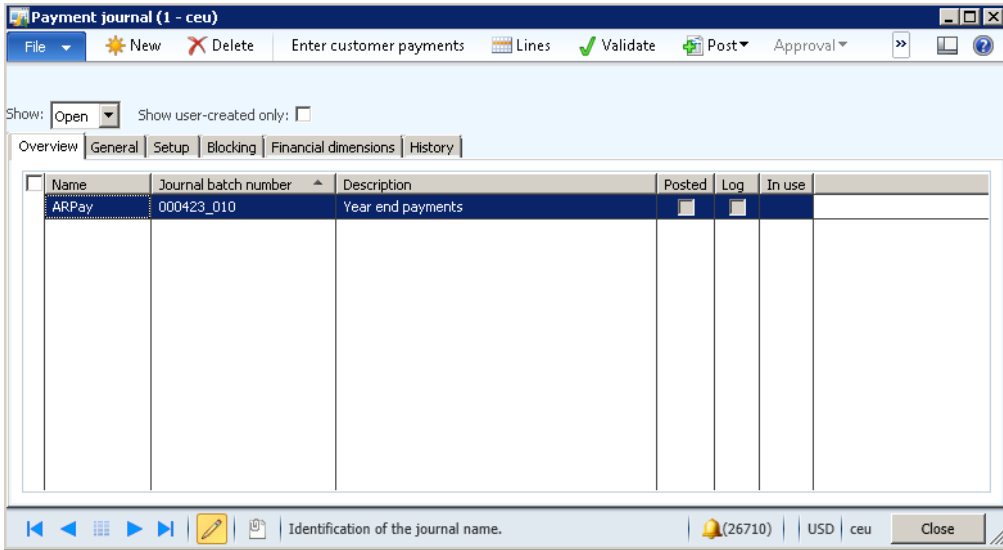 Payment journal (1 - ceu)
File New Delete Enter customer payments Lines Validate Post Approval »
Show: Open Show user-created only:
Overview General Setup Blocking Financial dimensions History
Name Journal batch number Description Posted Log In use
ARPay 000423_010 Year end payments
Identification of the journal name. (26710) USD ceu Close